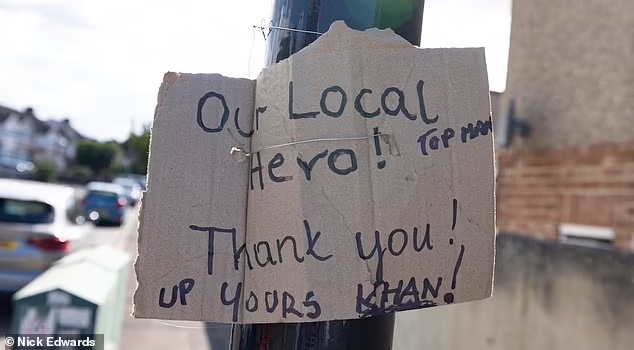 Our Local
Hero! TOP MAN
Thank you!
UP YOURS KHAN!
© Nick Edwards